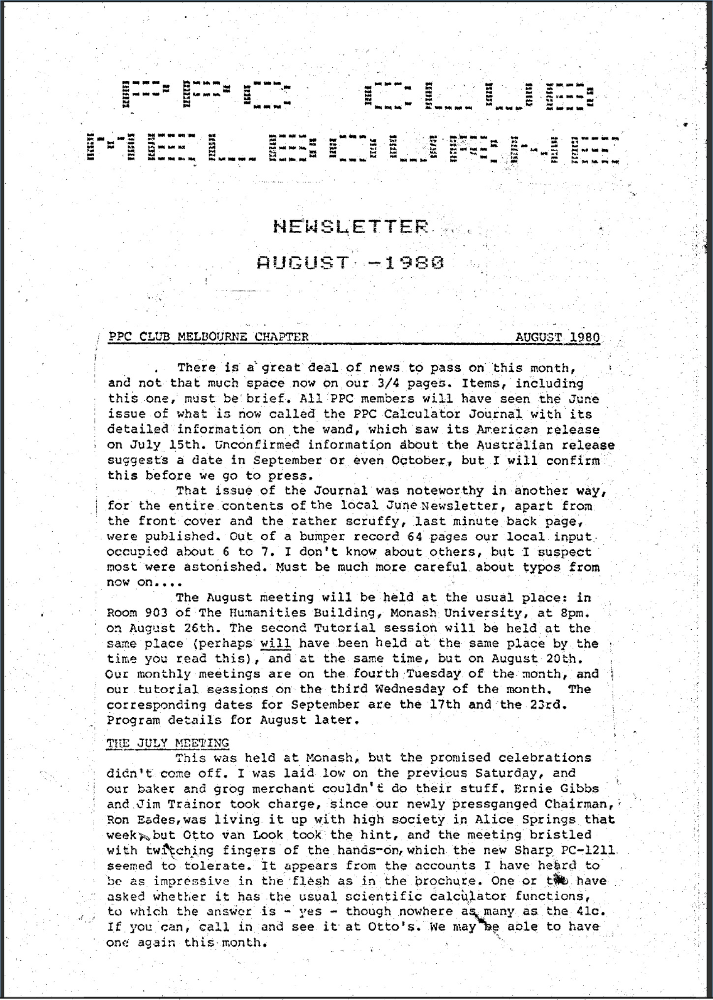 PPC CLUB
MELBOURNE
NEWSLETTER
AUGUST -1980
PPC CLUB MELBOURNE CHAPTER AUGUST 1980
There is a great deal of news to pass on this month,
and not that much space now on our 3/4 pages. Items, including
this one, must be brief. All PPC members will have seen the June
issue of what is now called the PPC Calculator Journal with its
detailed information on the wand, which saw its American release
on July 15th. Unconfirmed information about the Australian release
suggests a date in September or even October, but I will confirm
this before we go to press.
That issue of the Journal was noteworthy in another way,
for the entire contents of the local June Newsletter, apart from
the front cover and the rather scruffy, last minute back page,
were published. Out of a bumper record 64 pages our local input
occupied about 6 to 7. I don't know about others, but I suspect
most were astonished. Must be much more careful about typos from
now on....
The August meeting will be held at the usual place: in
Room 903 of The Humanities Building, Monash University, at 8pm.
on August 26th. The second Tutorial session will be held at the
same place (perhaps will have been held at the same place by the
time you read this), and at the same time, but on August 20th.
Our monthly meetings are on the fourth Tuesday of the month, and
our tutorial sessions on the third Wednesday of the month. The
corresponding dates for September are the 17th and the 23rd.
Program details for August later.
THE JULY MEETING
This was held at Monash, but the promised celebrations
didn't come off. I was laid low on the previous Saturday, and
our baker and grog merchant couldn't do their stuff. Ernie Gibbs
and Jim Trainor took charge, since our newly pressganged Chairman,
Ron Eades, was living it up with high society in Alice Springs that
week, but Otto van Look took the hint, and the meeting bristled
with twitching fingers of the hands-on, which the new Sharp PC-1211
seemed to tolerate. It appears from the accounts I have heard to
be as impressive in the flesh as in the brochure. One or two have
asked whether it has the usual scientific calculator functions,
to which the answer is - yes - though nowhere as many as the 41c.
If you can, call in and see it at Otto's. We may be able to have
one again this month.